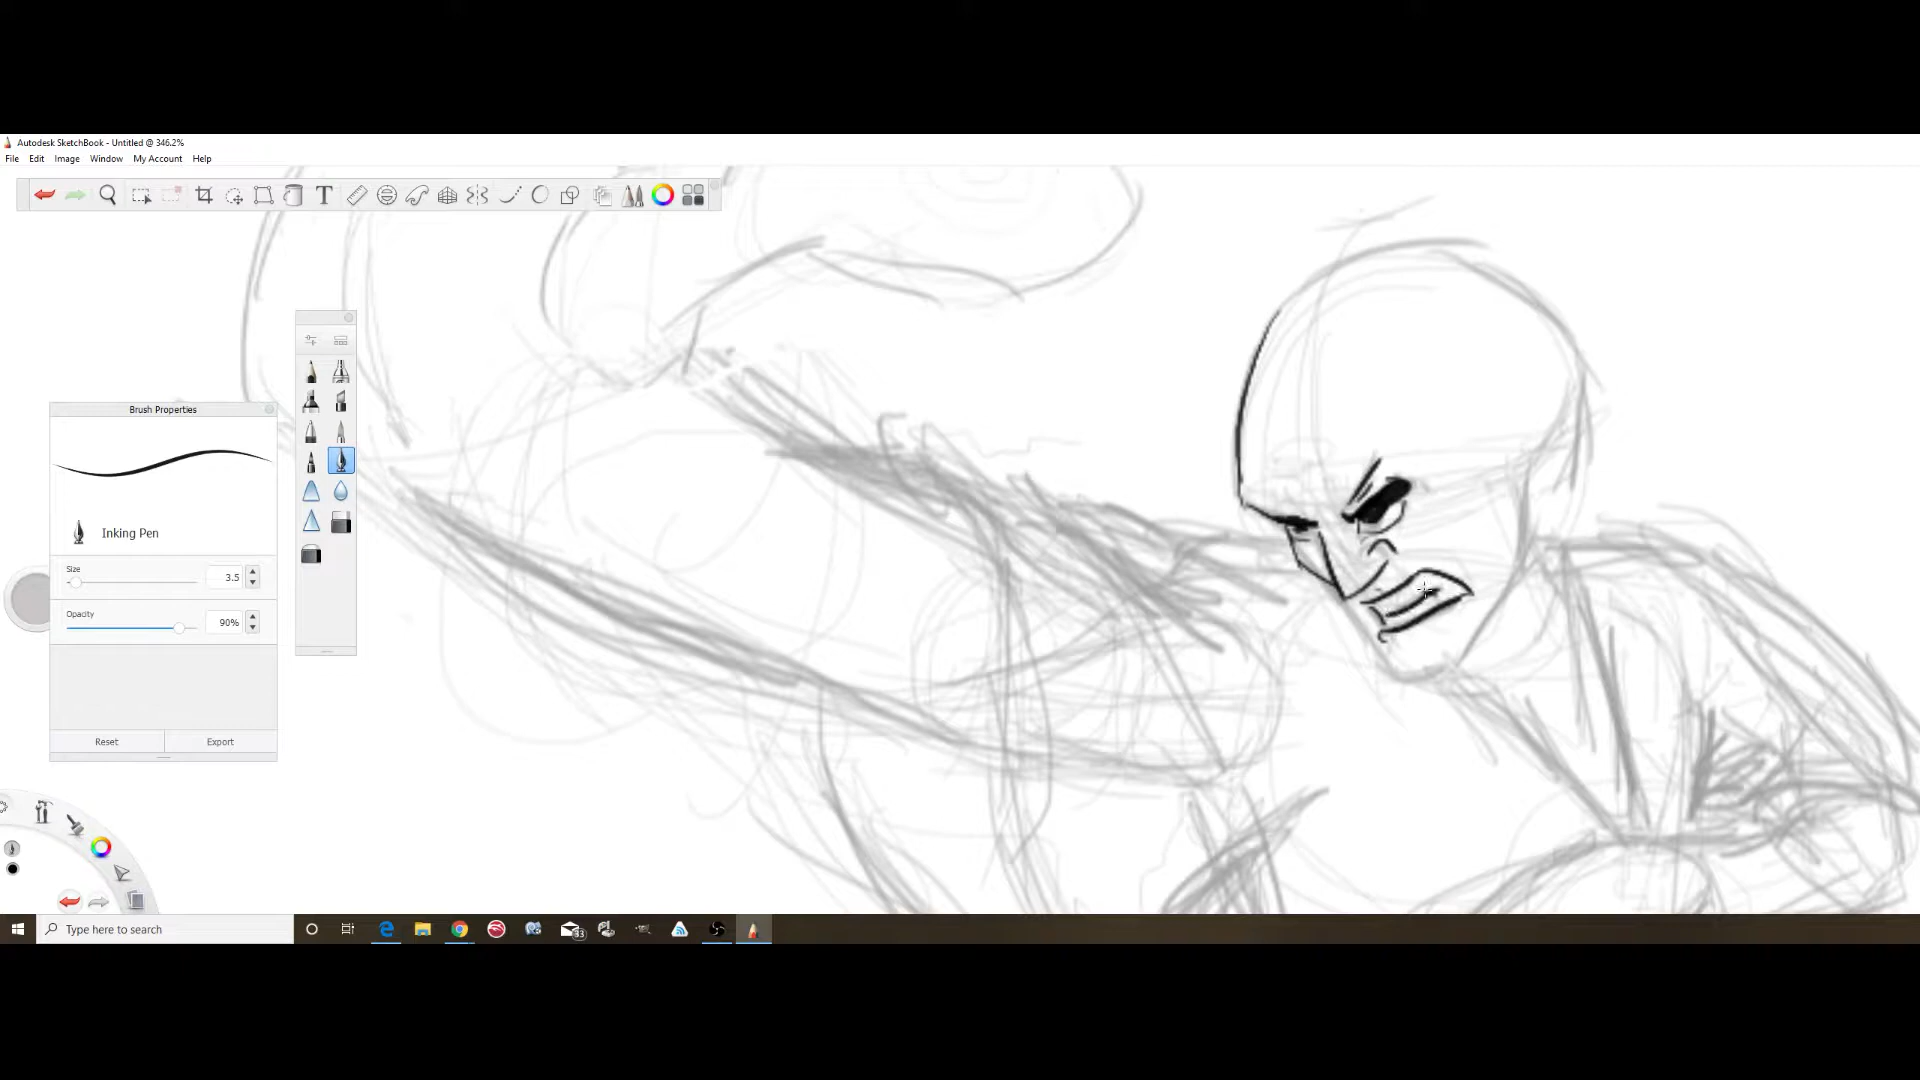 Autodesk SketchBook - Untitled @ 346.2%
File Edit Image Window My Account Help
T
Brush Properties
Inking Pen
Size
3.5
Opacity
90%
Reset Export
Type here to search
33